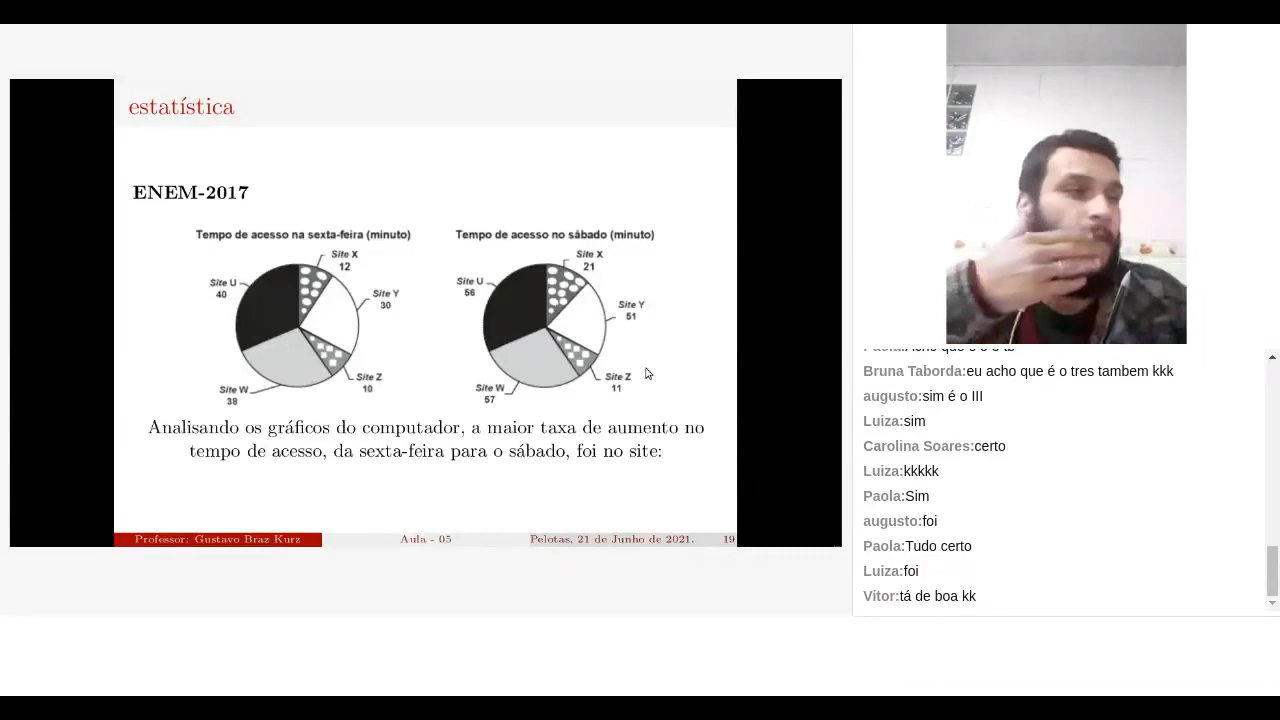 estatística
ENEM-2017
Tempo de acesso na sexta-feira (minuto)
Site X
12
Site Y
30
Site Z
10
Site W
38
Site U
40
Tempo de acesso no sábado (minuto)
Site X
21
Site Y
51
Site Z
11
Site W
57
Site U
56
Analisando os gráficos do computador, a maior taxa de aumento no
tempo de acesso, da sexta-feira para o sábado, foi no site:
Professor: Gustavo Braz Kurz Aula - 05 Pelotas, 21 de Junho de 2021. 19
Bruna Taborda:eu acho que é o tres tambem kkk
augusto:sim é o III
Luiza:sim
Carolina Soares:certo
Luiza:kkkkk
Paola:Sim
augusto:foi
Paola:Tudo certo
Luiza:foi
Vitor:tá de boa kk